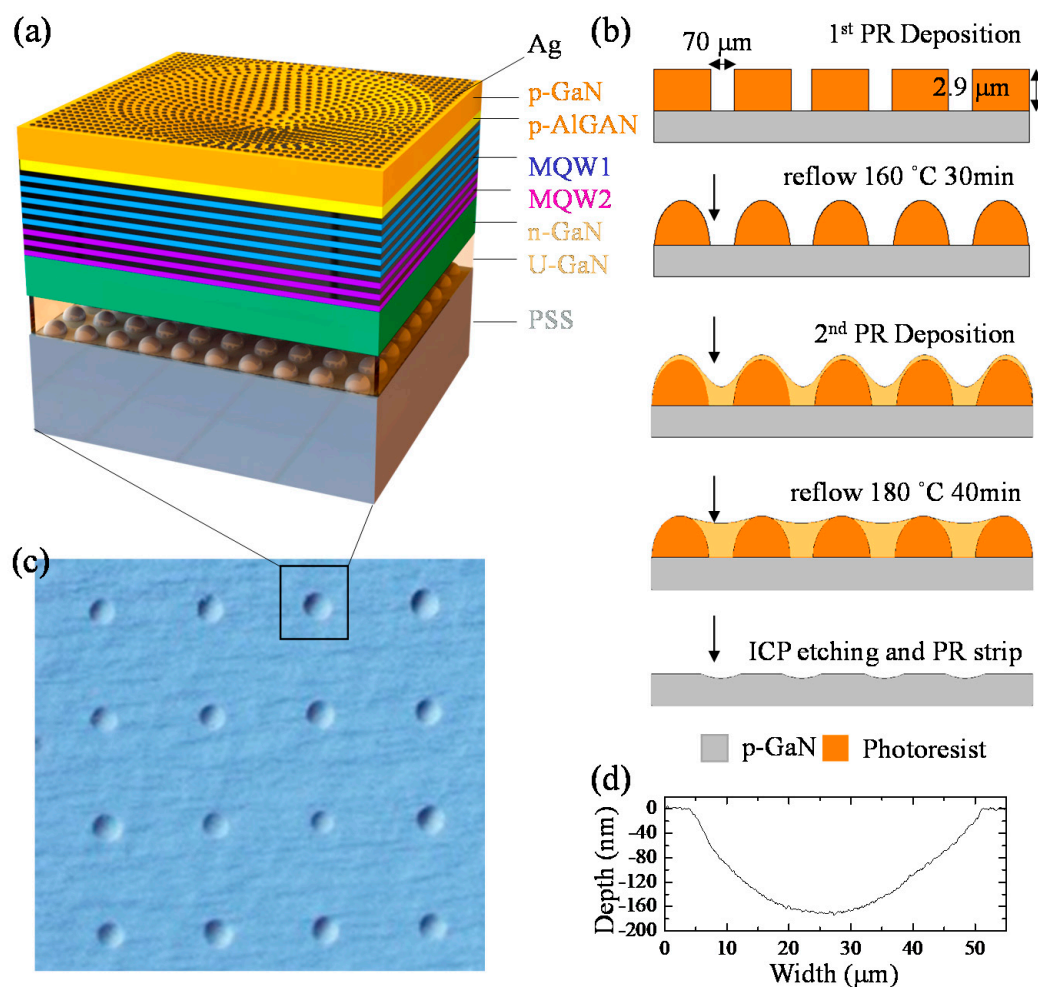 (a)
Ag
p-GaN
p-AlGAN
MQW1
MQW2
n-GaN
U-GaN
PSS
(b)
70 μm
1st PR Deposition
2.9 μm
reflow 160 ˚C 30min
2nd PR Deposition
reflow 180 ˚C 40min
ICP etching and PR strip
p-GaN
Photoresist
(c)
(d)
Depth (nm)
0
-40
-80
-120
-160
-200
0 10 20 30 40 50
Width (μm)